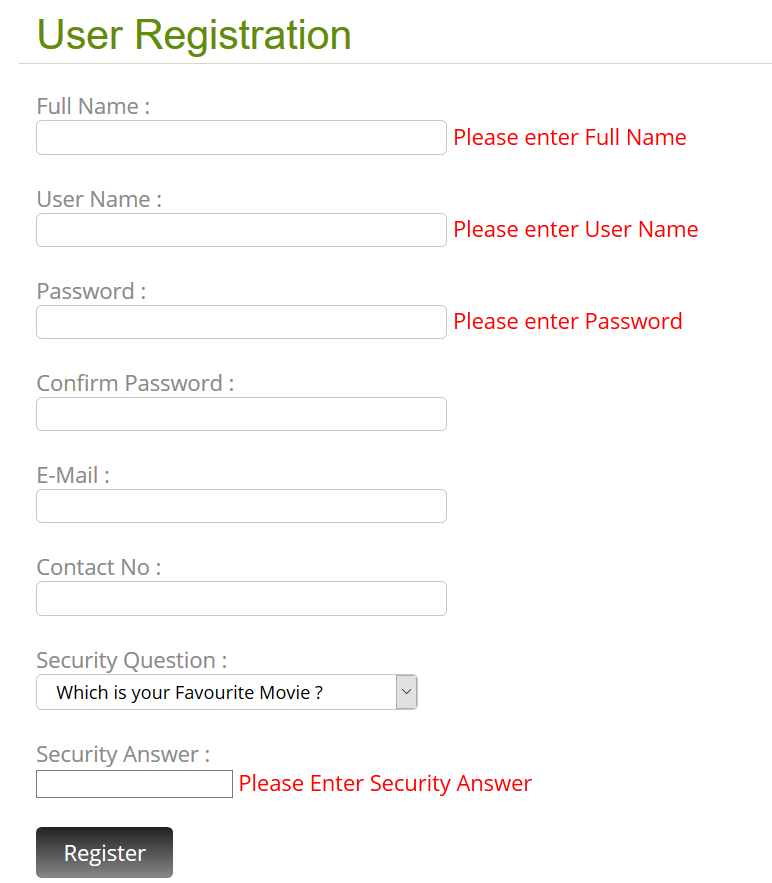 User Registration
Full Name :
Please enter Full Name
User Name :
Please enter User Name
Password :
Please enter Password
Confirm Password :
E-Mail :
Contact No :
Security Question :
Which is your Favourite Movie ?
Security Answer :
Please Enter Security Answer
Register